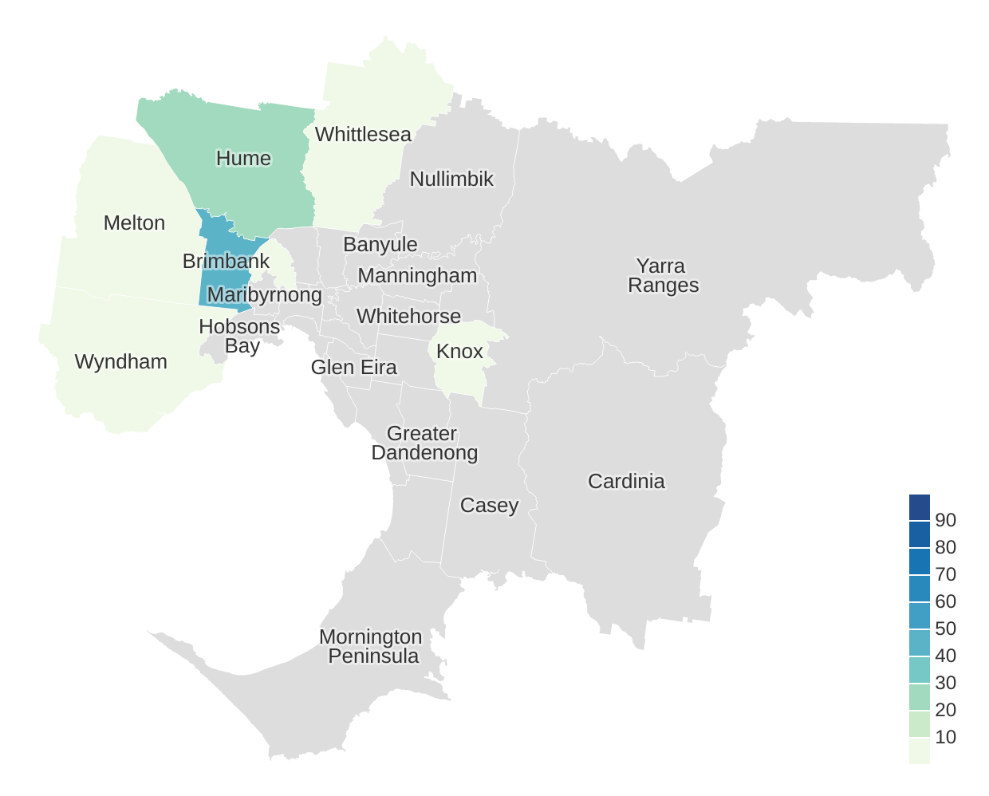 Whittlesea
Hume
Nullimbik
Melton
Banyule
Brimbank
Manningham
Yarra
Ranges
Maribyrnong
Whitehorse
Hobsons
Bay
Knox
Wyndham
Glen Eira
Greater
Dandenong
Cardinia
Casey
Mornington
Peninsula
90
80
70
60
50
40
30
20
10